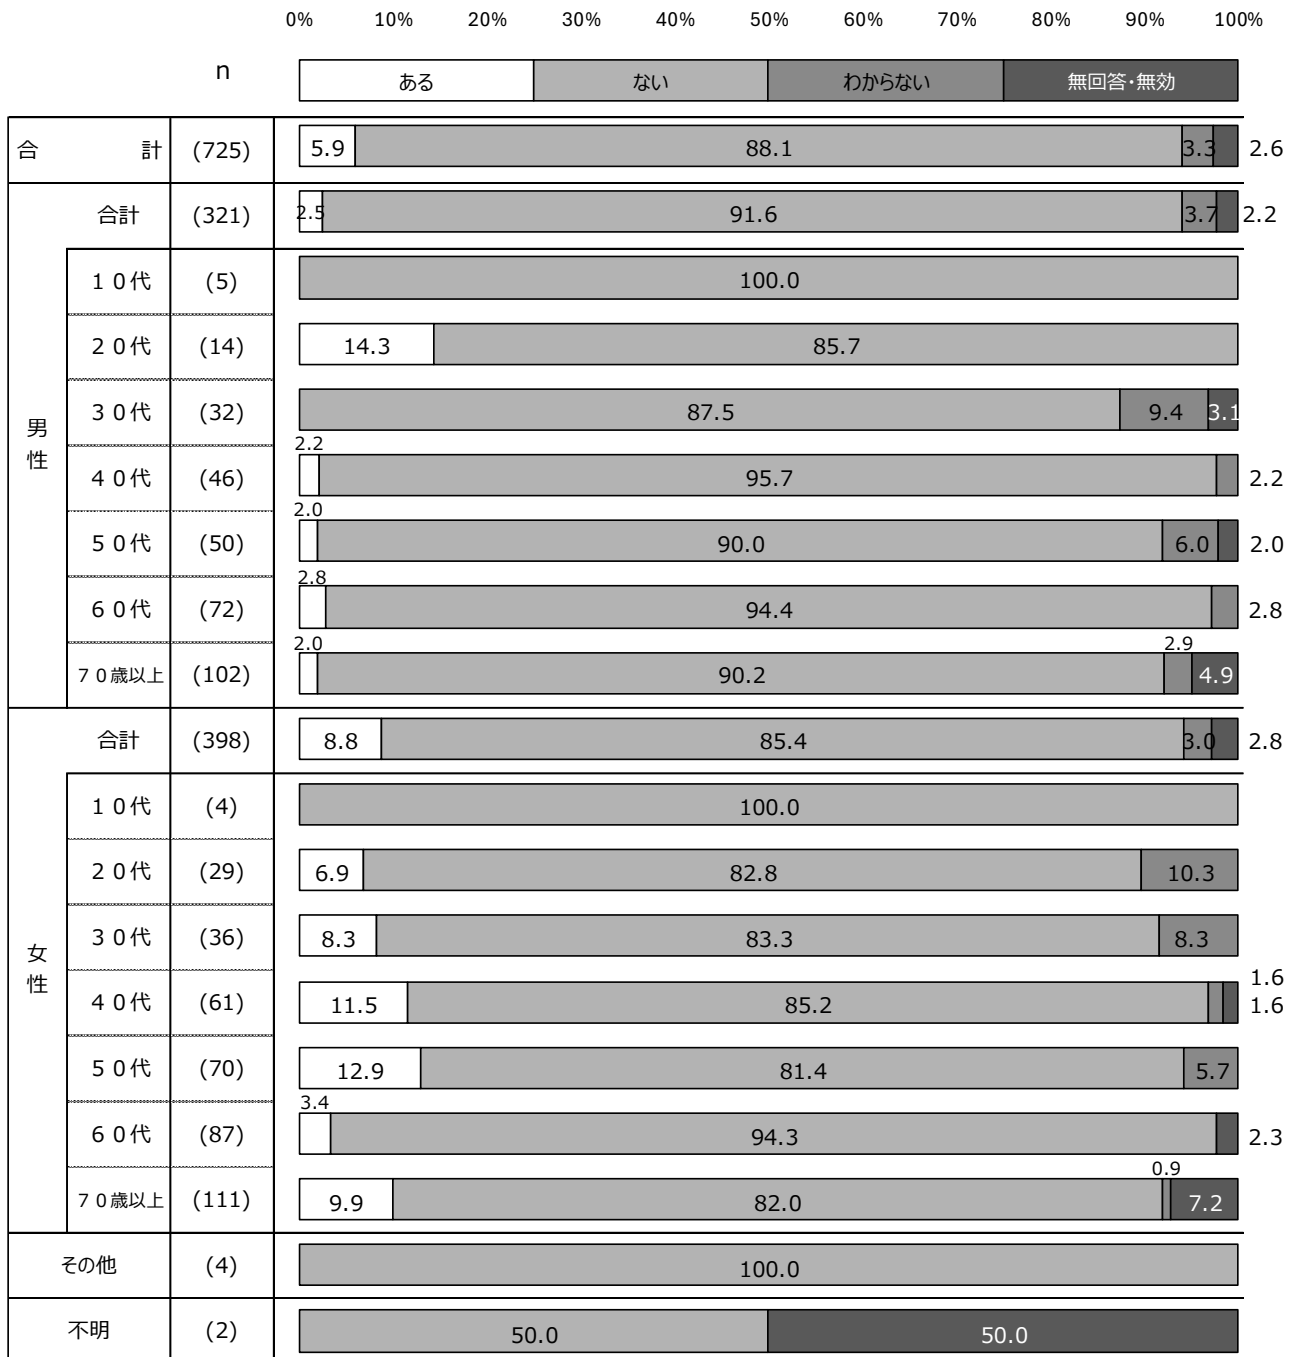 0% 10% 20% 30% 40% 50% 60% 70% 80% 90% 100%
n ある ない わからない 無回答・無効
合計 (725) 5.9 88.1 3.3 2.6
男性
合計 (321) 2.5 91.6 3.7 2.2
１０代 (5) 100.0
２０代 (14) 14.3 85.7
３０代 (32) 87.5 9.4 3.1
４０代 (46) 2.2 95.7 2.2
５０代 (50) 2.0 90.0 6.0 2.0
６０代 (72) 2.8 94.4 2.8
７０歳以上 (102) 2.0 90.2 2.9 4.9
女性
合計 (398) 8.8 85.4 3.0 2.8
１０代 (4) 100.0
２０代 (29) 6.9 82.8 10.3
３０代 (36) 8.3 83.3 8.3
４０代 (61) 11.5 85.2 1.6 1.6
５０代 (70) 12.9 81.4 5.7
６０代 (87) 3.4 94.3 2.3
７０歳以上 (111) 9.9 82.0 0.9 7.2
その他 (4) 100.0
不明 (2) 50.0 50.0